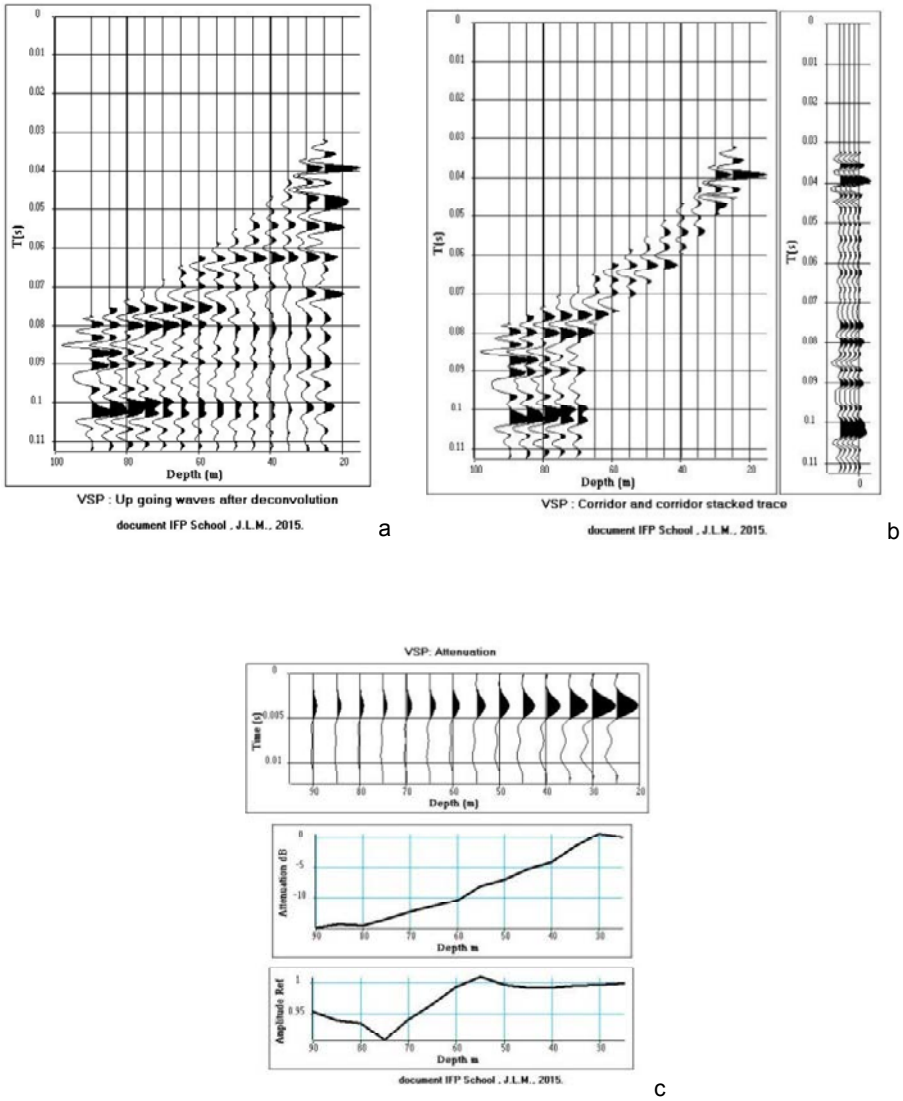 0
0.01
0.02
0.03
0.04
0.05
0.06
0.07
0.08
0.09
0.1
0.11
T(s)
100 80 60 40 20
Depth (m)
VSP : Up going waves after deconvolution
document IFP School , J.L.M., 2015.
a
0
0.01
0.02
0.03
0.04
0.05
0.06
0.07
0.08
0.09
0.1
0.11
T(s)
100 80 60 40 20
Depth (m)
0
0.01
0.02
0.03
0.04
0.05
0.06
0.07
0.08
0.09
0.1
0.11
T(s)
0
VSP : Corridor and corridor stacked trace
document IFP School , J.L.M., 2015.
b
VSP: Attenuation
0
0.005
0.01
Time (s)
90 80 70 60 50 40 30 20
Depth (m)
0
-5
-10
Attenuation dB
90 80 70 60 50 40 30
Depth m
1
0.95
Amplitude Ref
90 80 70 60 50 40 30
Depth m
document IFP School , J.L.M., 2015.
c